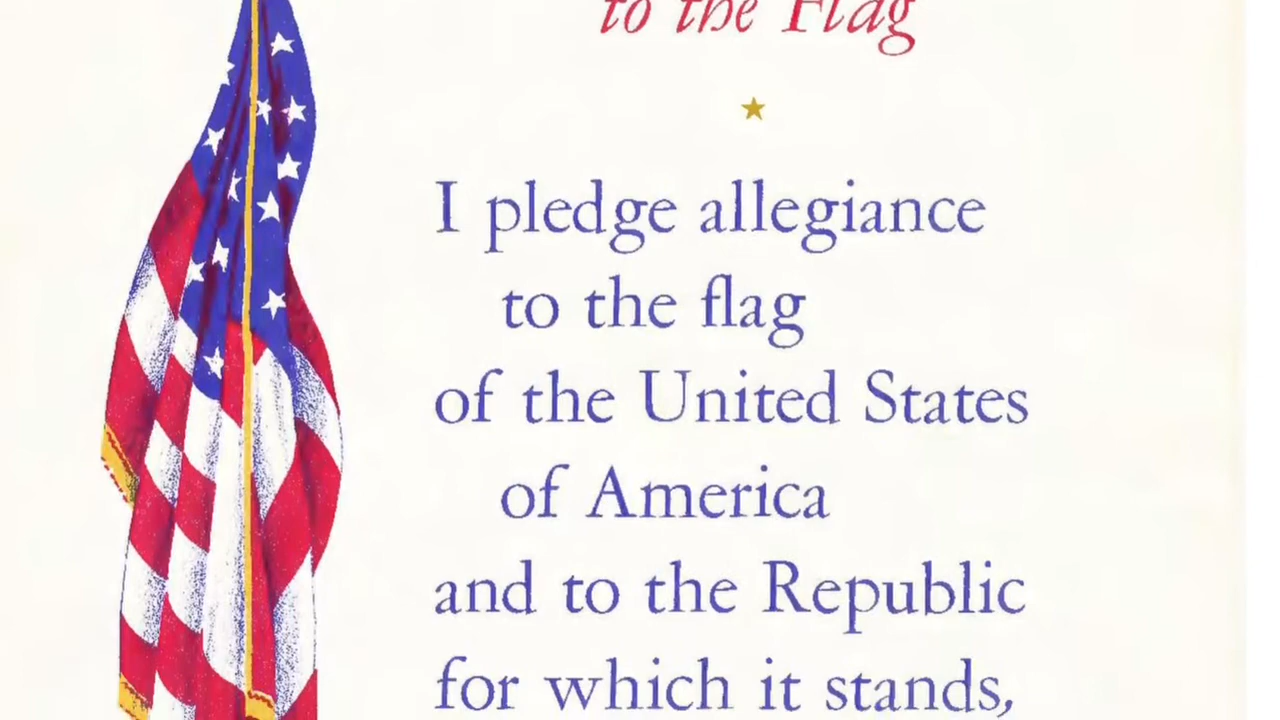 to the Flag
I pledge allegiance
to the flag
of the United States
of America
and to the Republic
for which it stands,